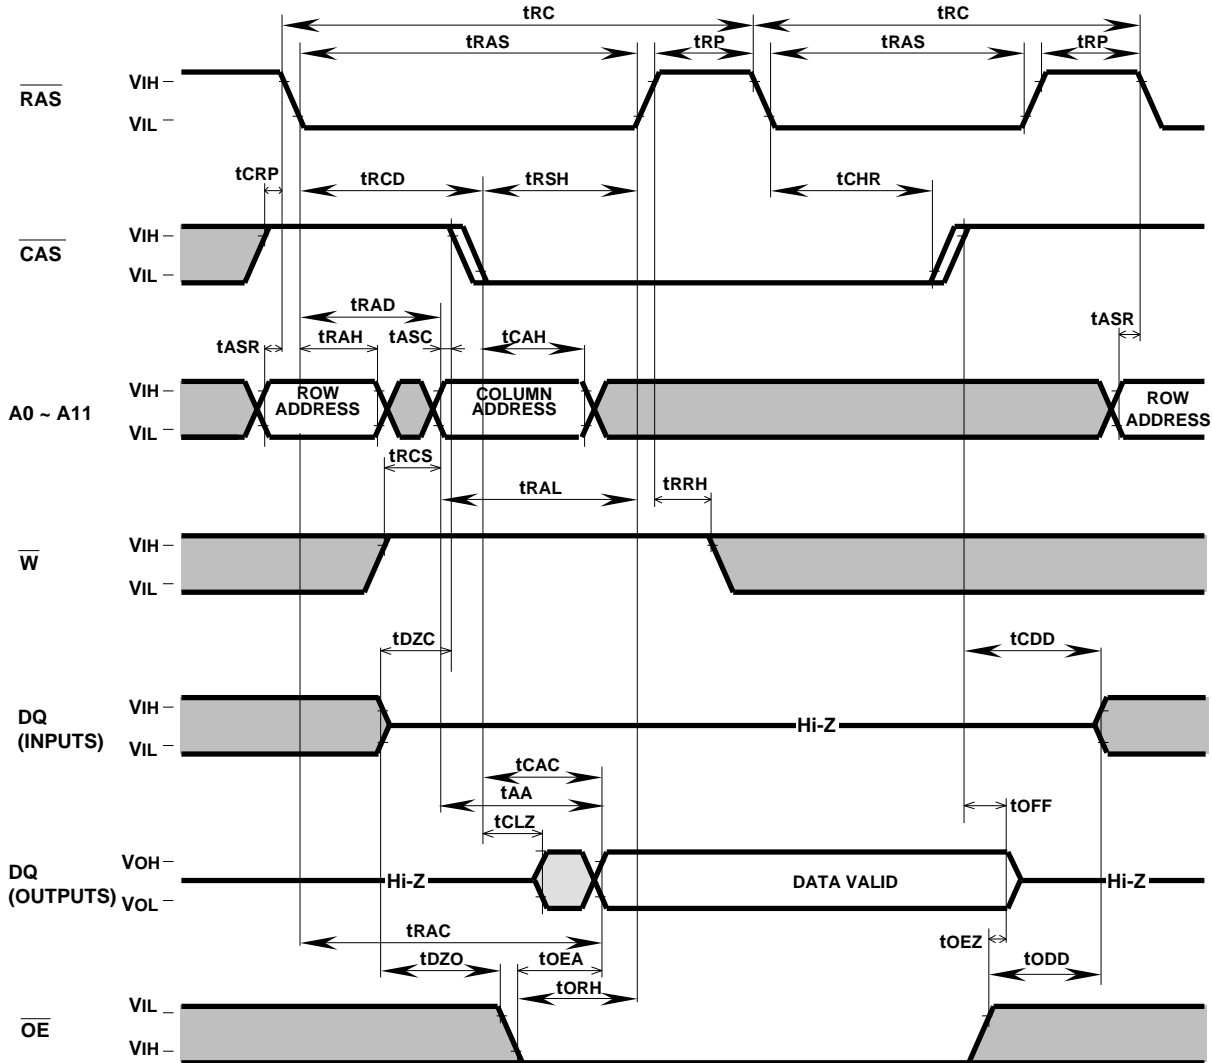 tRC tRC
tRAS tRP tRAS tRP
RAS VIH
VIL
tCRP tRCD tRSH tCHR
CAS VIH
VIL
tRAD
tASR tRAH tASC tCAH tASR
A0 ~ A11 VIH ROW ADDRESS COLUMN ADDRESS ROW ADDRESS
VIL
tRCS
tRAL tRRH
W VIH
VIL
tDZC tCDD
DQ (INPUTS) VIH
Hi-Z
VIL
tCAC
tAA tOFF
tCLZ
DQ (OUTPUTS) VOH
Hi-Z DATA VALID Hi-Z
VOL
tRAC tOEZ
tDZO tOEA tODD
tORH
OE VIL
VIH